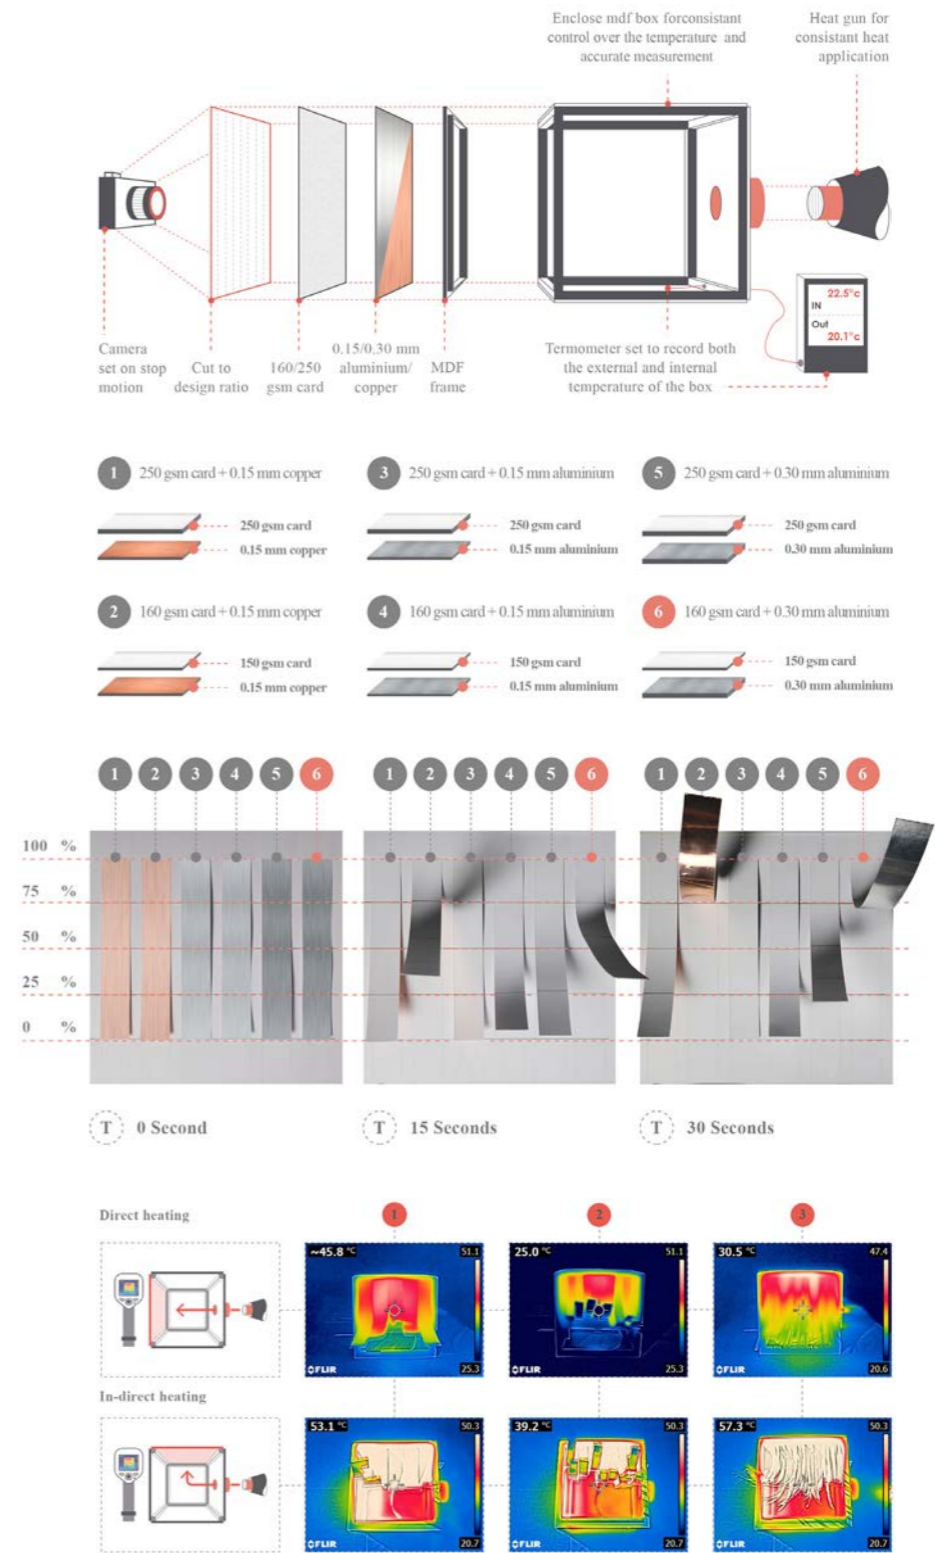 Enclose mdf box forconsistant
control over the temperature and
accurate measurement
Heat gun for
consistant heat
application
22.5°c
IN
Out
20.1°c
Camera
set on stop
motion
Cut to
design ratio
160/250
gsm card
0.15/0.30 mm
aluminium/
copper
MDF
frame
Termometer set to record both
the external and internal
temperature of the box
1 250 gsm card + 0.15 mm copper
250 gsm card
0.15 mm copper
3 250 gsm card + 0.15 mm aluminium
250 gsm card
0.15 mm aluminium
5 250 gsm card + 0.30 mm aluminium
250 gsm card
0.30 mm aluminium
2 160 gsm card + 0.15 mm copper
150 gsm card
0.15 mm copper
4 160 gsm card + 0.15 mm aluminium
150 gsm card
0.15 mm aluminium
6 160 gsm card + 0.30 mm aluminium
150 gsm card
0.30 mm aluminium
1 2 3 4 5 6
1 2 3 4 5 6
1 2 3 4 5 6
100 %
75 %
50 %
25 %
0 %
T 0 Second
T 15 Seconds
T 30 Seconds
Direct heating
1
2
3
~45.8 °C 51.1
25.3
FLIR
25.0 °C 51.1
25.3
FLIR
30.5 °C 47.4
20.6
FLIR
In-direct heating
53.1 °C 50.3
20.7
FLIR
39.2 °C 50.3
20.7
FLIR
57.3 °C 50.3
20.7
FLIR